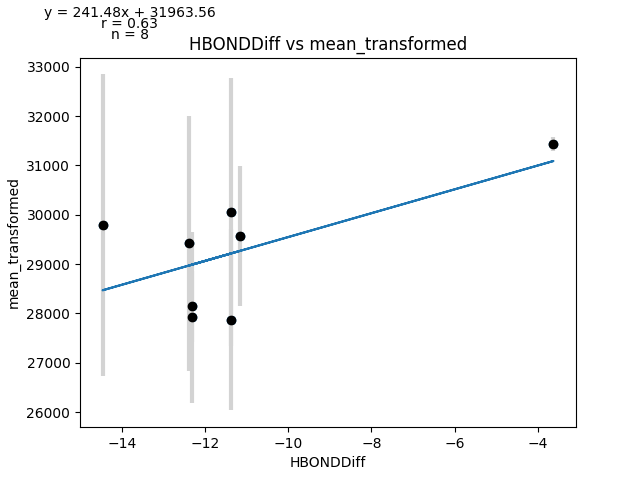 y = 241.48x + 31963.56
r = 0.63
n = 8
HBONDDiff vs mean_transformed
33000
32000
31000
30000
29000
28000
27000
26000
mean_transformed
−14
−12
−10
−8
−6
−4
HBONDDiff